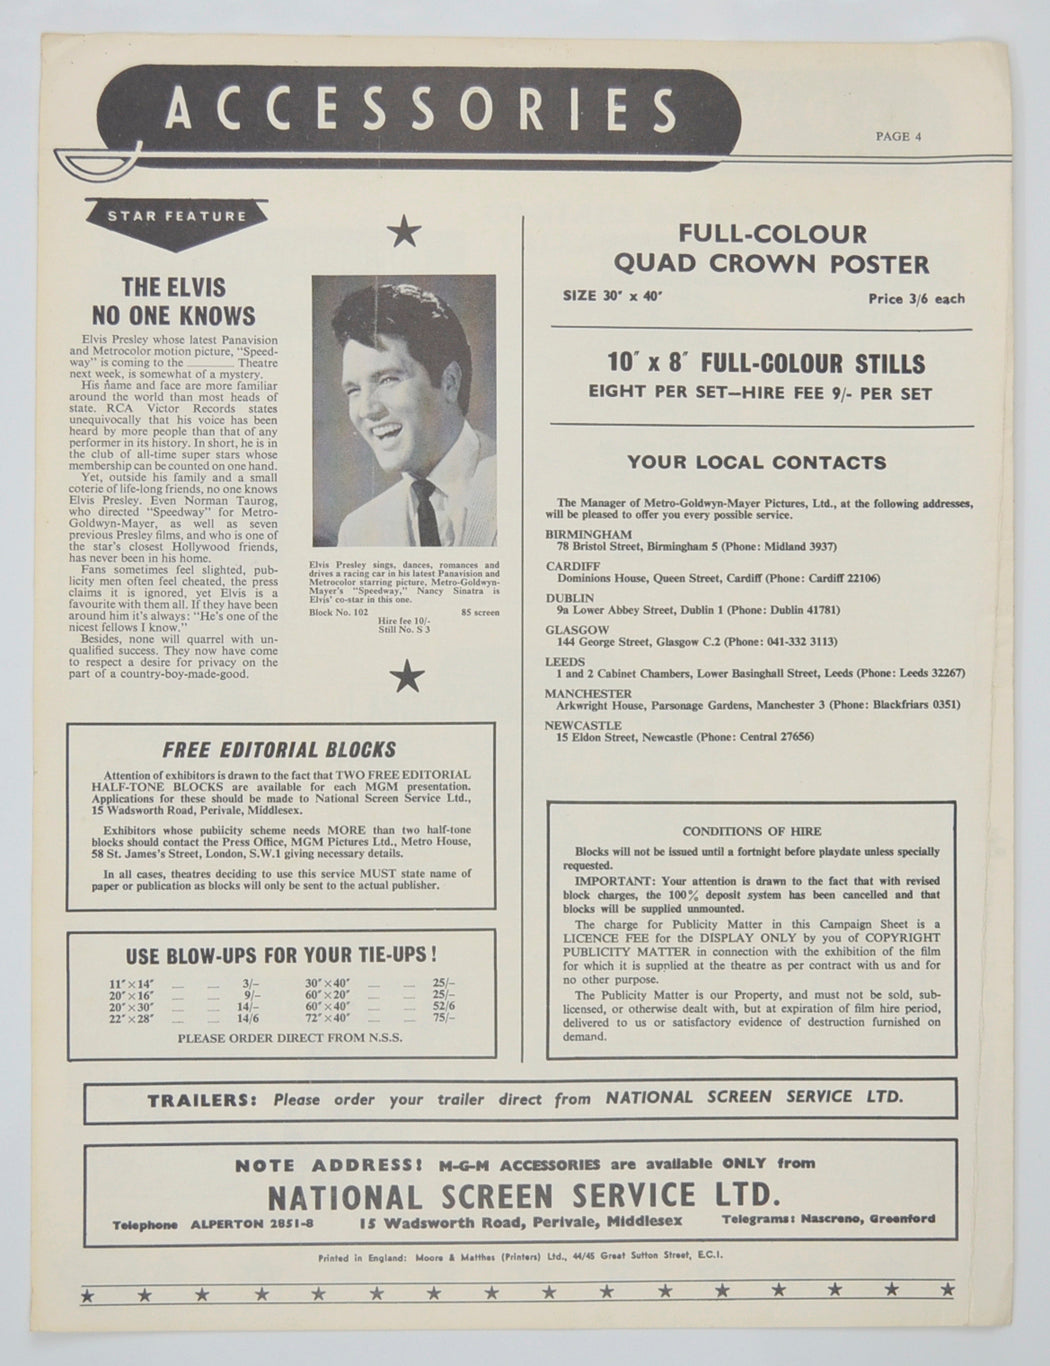 ACCESSORIES
PAGE 4
STAR FEATURE
THE ELVIS
NO ONE KNOWS
Elvis Presley whose latest Panavision
and Metrocolor motion picture, "Speed-
way" is coming to the ________ Theatre
next week, is somewhat of a mystery.
His name and face are more familiar
around the world than most heads of
state. RCA Victor Records states
unequivocally that his voice has been
heard by more people than that of any
performer in its history. In short, he is in
the club of all-time super stars whose
membership can be counted on one hand.
Yet, outside his family and a small
coterie of life-long friends, no one knows
Elvis Presley. Even Norman Taurog,
who directed "Speedway" for Metro-
Goldwyn-Mayer, as well as seven
previous Presley films, and who is one of
the star's closest Hollywood friends,
has never been in his home.
Fans sometimes feel slighted, pub-
licity men often feel cheated, the press
claims it is ignored, yet Elvis is a
favourite with them all. If they have been
around him it's always: "He's one of the
nicest fellows I know."
Besides, none will quarrel with un-
qualified success. They now have come
to respect a desire for privacy on the
part of a country-boy-made-good.
Elvis Presley sings, dances, romances and
drives a racing car in his latest Panavision and
Metrocolor starring picture, Metro-Goldwyn-
Mayer's "Speedway," Nancy Sinatra is
Elvis' co-star in this one.
Block No. 102 85 screen
Hire fee 10/-
Still No. S 3
FREE EDITORIAL BLOCKS
Attention of exhibitors is drawn to the fact that TWO FREE EDITORIAL
HALF-TONE BLOCKS are available for each MGM presentation.
Applications for these should be made to National Screen Service Ltd.,
15 Wadsworth Road, Perivale, Middlesex.
Exhibitors whose publicity scheme needs MORE than two half-tone
blocks should contact the Press Office, MGM Pictures Ltd., Metro House,
58 St. James's Street, London, S.W.1 giving necessary details.
In all cases, theatres deciding to use this service MUST state name of
paper or publication as blocks will only be sent to the actual publisher.
USE BLOW-UPS FOR YOUR TIE-UPS!
11"×14" ... ... 3/- 30"×40" ... ... 25/-
20"×16" ... ... 9/- 60"×20" ... ... 25/-
20"×30" ... ... 14/- 60"×40" ... ... 52/6
22"×28" ... ... 14/6 72"×40" ... ... 75/-
PLEASE ORDER DIRECT FROM N.S.S.
FULL-COLOUR
QUAD CROWN POSTER
SIZE 30" x 40" Price 3/6 each
10" x 8" FULL-COLOUR STILLS
EIGHT PER SET—HIRE FEE 9/- PER SET
YOUR LOCAL CONTACTS
The Manager of Metro-Goldwyn-Mayer Pictures, Ltd., at the following addresses,
will be pleased to offer you every possible service.
BIRMINGHAM
78 Bristol Street, Birmingham 5 (Phone: Midland 3937)
CARDIFF
Dominions House, Queen Street, Cardiff (Phone: Cardiff 22106)
DUBLIN
9a Lower Abbey Street, Dublin 1 (Phone: Dublin 41781)
GLASGOW
144 George Street, Glasgow C.2 (Phone: 041-332 3113)
LEEDS
1 and 2 Cabinet Chambers, Lower Basinghall Street, Leeds (Phone: Leeds 32267)
MANCHESTER
Arkwright House, Parsonage Gardens, Manchester 3 (Phone: Blackfriars 0351)
NEWCASTLE
15 Eldon Street, Newcastle (Phone: Central 27656)
CONDITIONS OF HIRE
Blocks will not be issued until a fortnight before playdate unless specially
requested.
IMPORTANT: Your attention is drawn to the fact that with revised
block charges, the 100% deposit system has been cancelled and that
blocks will be supplied unmounted.
The charge for Publicity Matter in this Campaign Sheet is a
LICENCE FEE for the DISPLAY ONLY by you of COPYRIGHT
PUBLICITY MATTER in connection with the exhibition of the film
for which it is supplied at the theatre as per contract with us and for
no other purpose.
The Publicity Matter is our Property, and must not be sold, sub-
licensed, or otherwise dealt with, but at expiration of film hire period,
delivered to us or satisfactory evidence of destruction furnished on
demand.
TRAILERS: Please order your trailer direct from NATIONAL SCREEN SERVICE LTD.
NOTE ADDRESS! M-G-M ACCESSORIES are available ONLY from
NATIONAL SCREEN SERVICE LTD.
Telephone ALPERTON 2851-8 15 Wadsworth Road, Perivale, Middlesex Telegrams: Nascreno, Greenford
Printed in England: Moore & Matthes (Printers) Ltd., 44/45 Great Sutton Street, E.C.1.